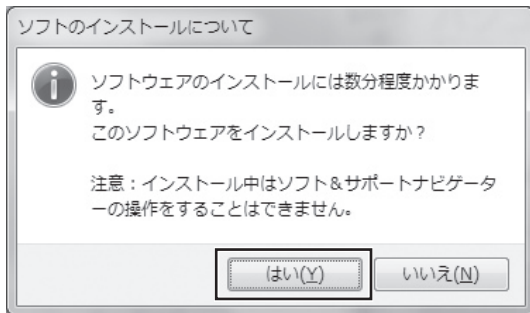 ソフトのインストールについて
ソフトウェアのインストールには数分程度かかりま
す。
このソフトウェアをインストールしますか？
注意：インストール中はソフト＆サポートナビゲータ
ーの操作をすることはできません。
はい(Y)
いいえ(N)